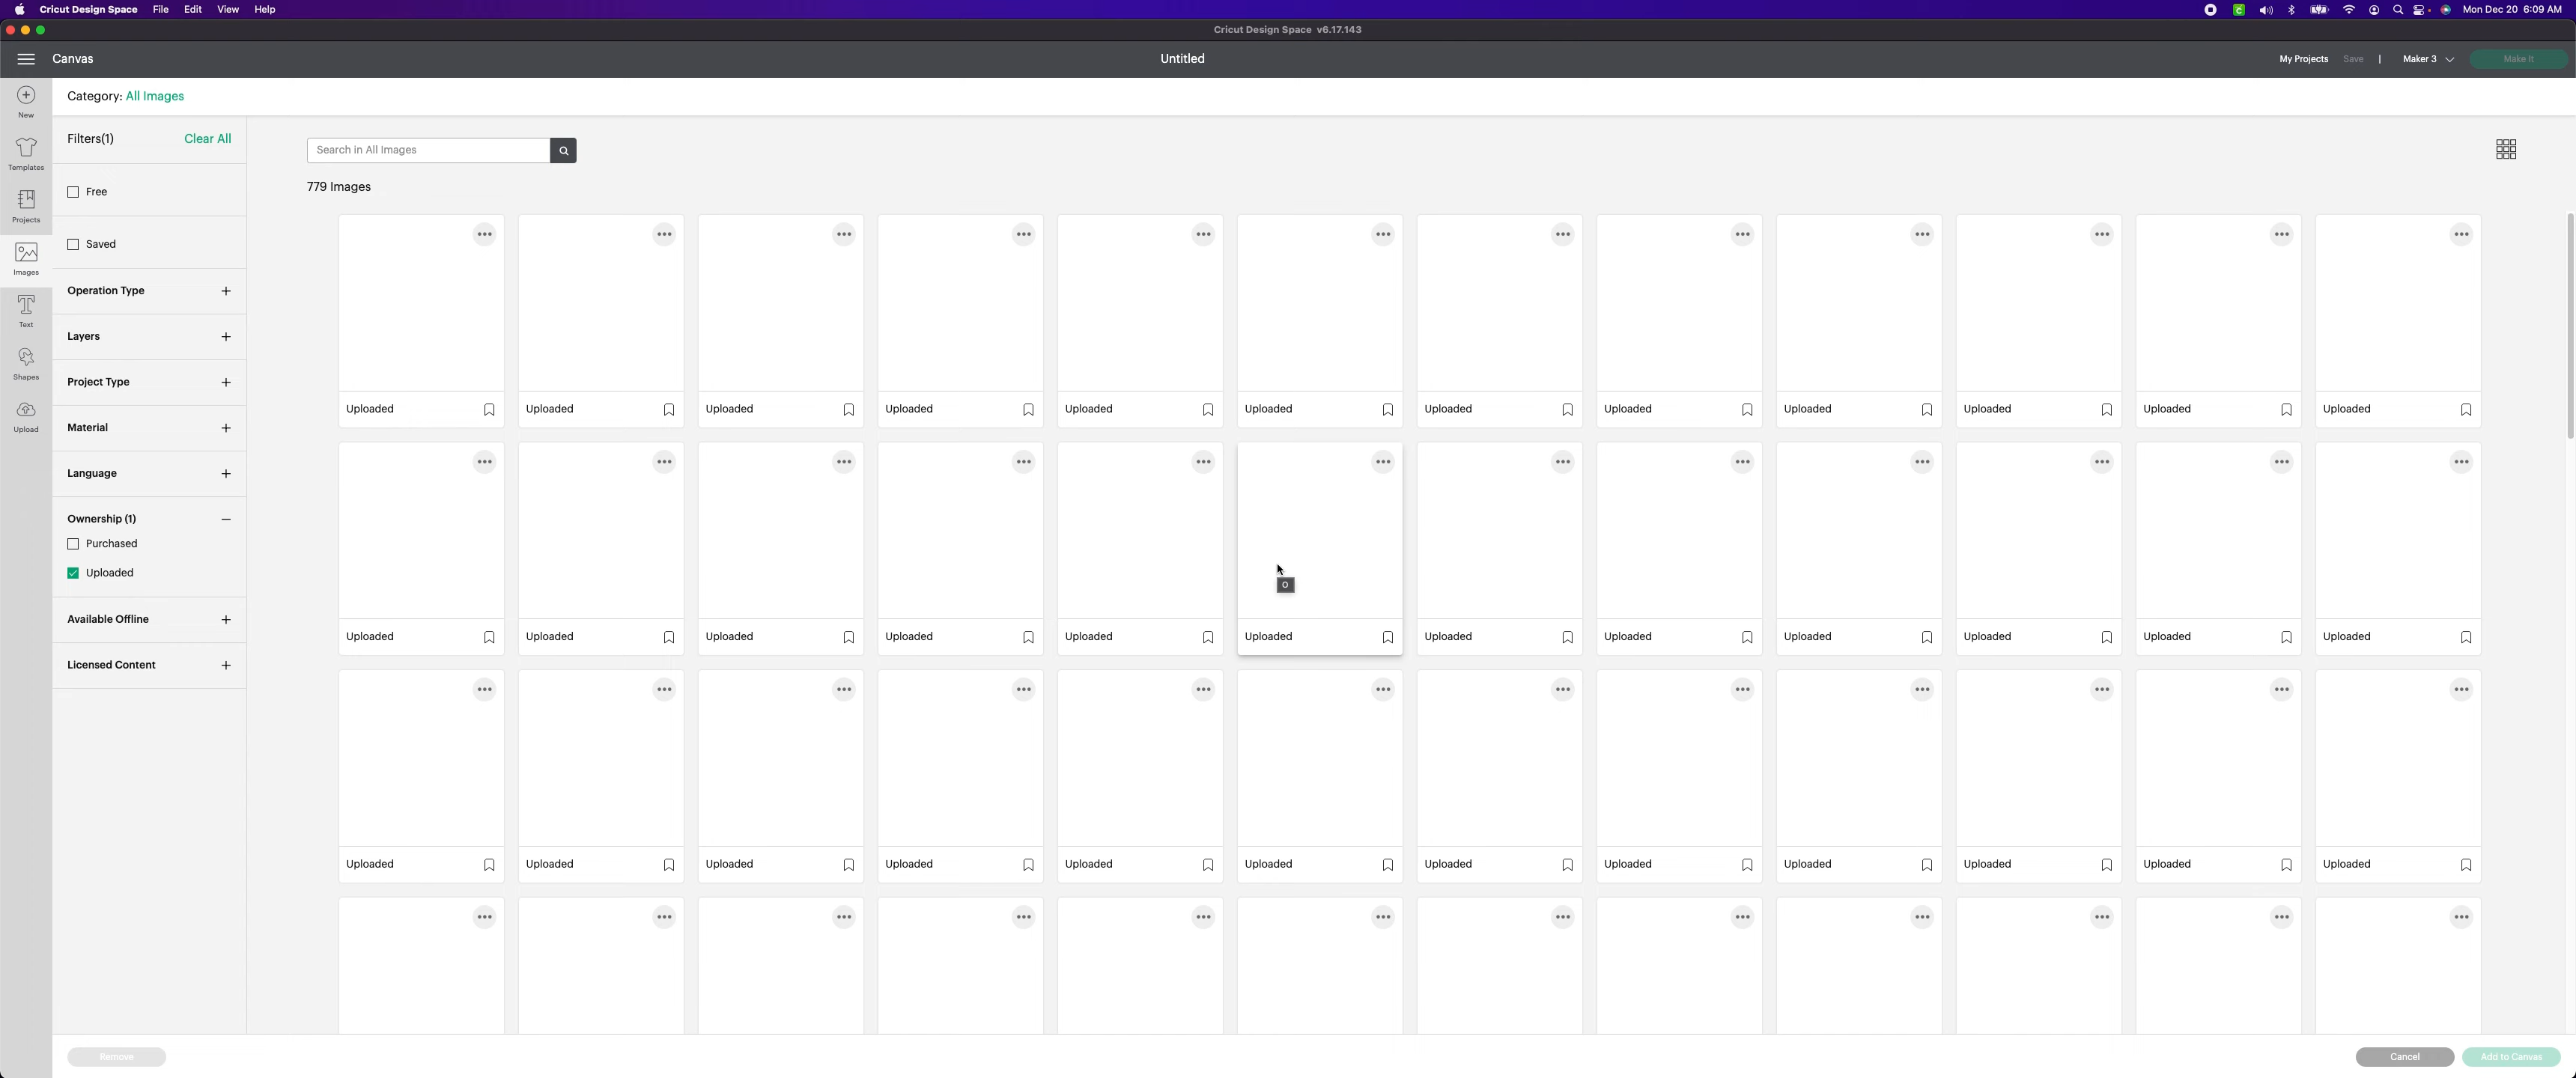 Cricut Design Space File Edit View Help Mon Dec 20 6:09 AM
Cricut Design Space v6.17.143
Canvas Untitled My Projects Save | Maker 3 Make It
New
Templates
Projects
Images
Text
Shapes
Upload
Category: All Images
Filters(1) Clear All
Free
Saved
Operation Type
Layers
Project Type
Material
Language
Ownership (1)
Purchased
Uploaded
Available Offline
Licensed Content
Search in All Images
779 Images
Uploaded Uploaded Uploaded Uploaded Uploaded Uploaded Uploaded Uploaded Uploaded Uploaded Uploaded Uploaded
0
Uploaded Uploaded Uploaded Uploaded Uploaded Uploaded Uploaded Uploaded Uploaded Uploaded Uploaded Uploaded
Uploaded Uploaded Uploaded Uploaded Uploaded Uploaded Uploaded Uploaded Uploaded Uploaded Uploaded Uploaded
Remove Cancel Add to Canvas